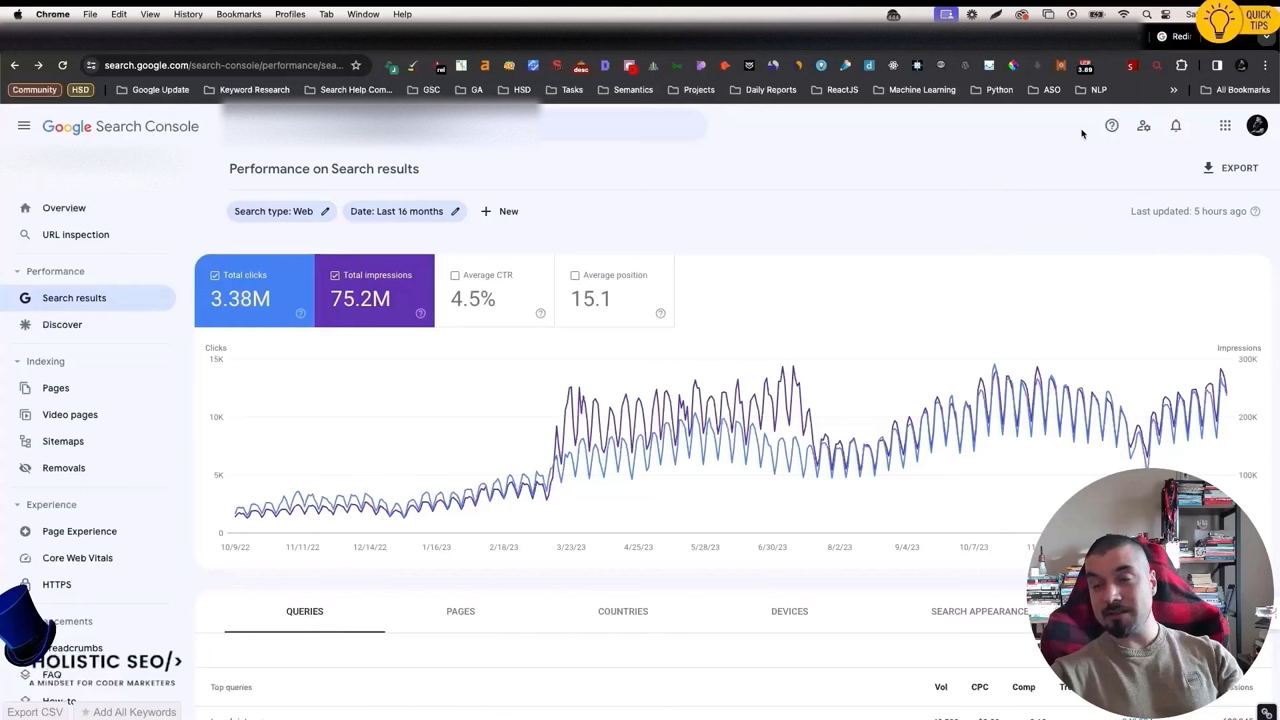 Chrome File Edit View History Bookmarks Profiles Tab Window Help
QUICK TIPS
search.google.com/search-console/performance/sea...
rel
desc
3.89
Community HSD Google Update Keyword Research Search Help Com... GSC GA HSD Tasks Semantics Projects Daily Reports ReactJS Machine Learning Python ASO NLP » All Bookmarks
Google Search Console
Performance on Search results
EXPORT
Search type: Web Date: Last 16 months + New
Last updated: 5 hours ago
Overview
URL inspection
Performance
Search results
Discover
Indexing
Pages
Video pages
Sitemaps
Removals
Experience
Page Experience
Core Web Vitals
HTTPS
Total clicks
3.38M
Total impressions
75.2M
Average CTR
4.5%
Average position
15.1
Clicks
Impressions
15K
300K
10K
200K
5K
100K
0
10/9/22 11/11/22 12/14/22 1/16/23 2/18/23 3/23/23 4/25/23 5/28/23 6/30/23 8/2/23 9/4/23 10/7/23
QUERIES PAGES COUNTRIES DEVICES SEARCH APPEARANCE
Top queries
Vol CPC Comp
HOLISTIC SEO/>
A MINDSET FOR CODER MARKETERS
FAQ
Export CSV ★ Add All Keywords